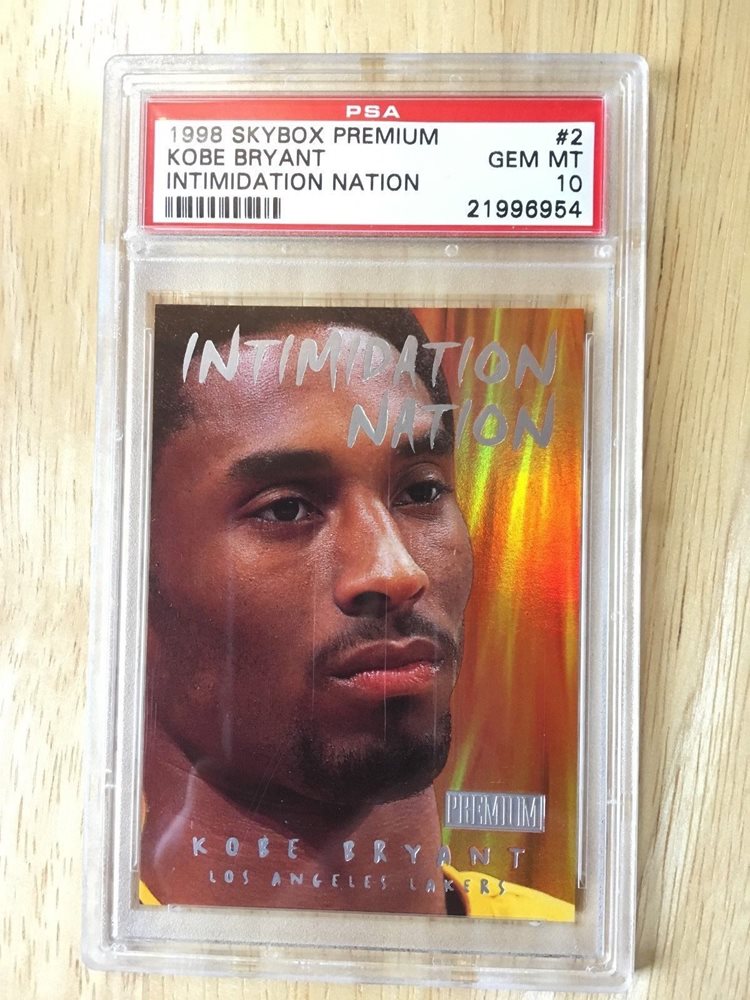 PSA
1998 SKYBOX PREMIUM #2
KOBE BRYANT GEM MT
INTIMIDATION NATION 10
21996954
INTIMIDATION
NATION
PREMIUM
KOBE BRYANT
LOS ANGELES LAKERS